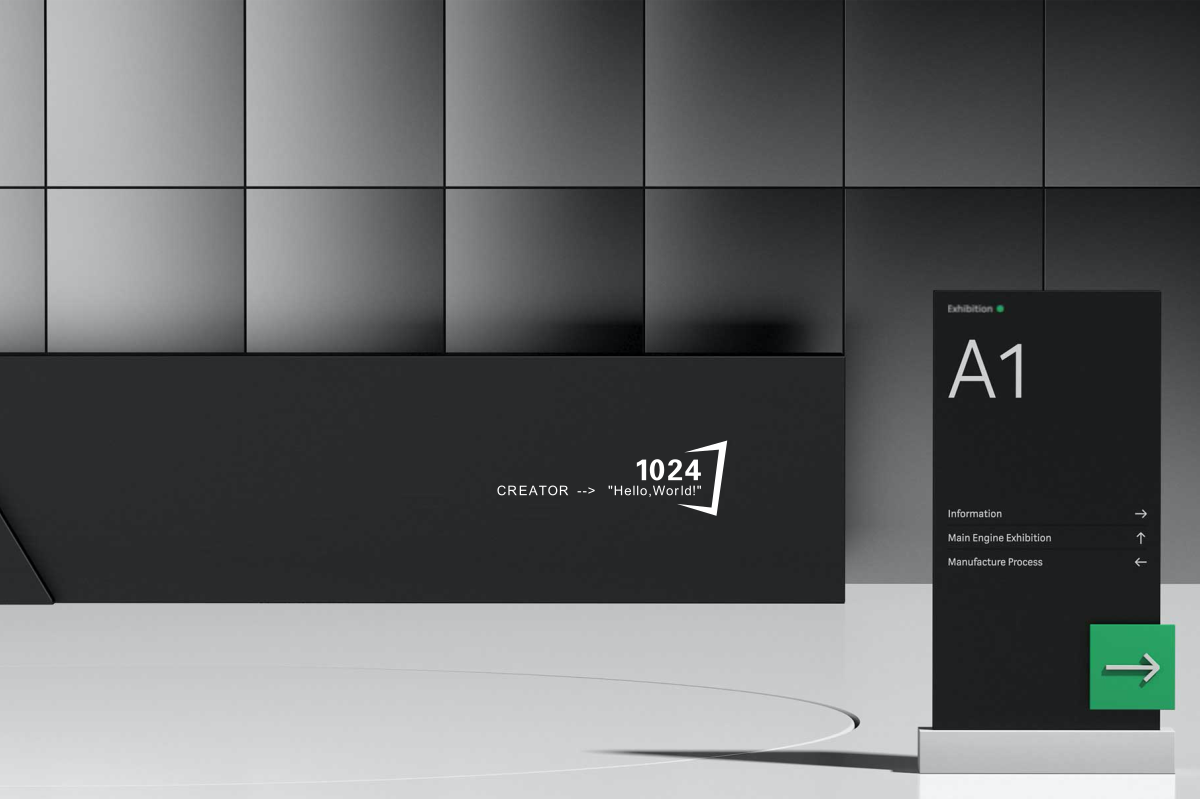 1024
CREATOR --> "Hello,World!"
Exhibition
A1
Information →
Main Engine Exhibition ↑
Manufacture Process ←